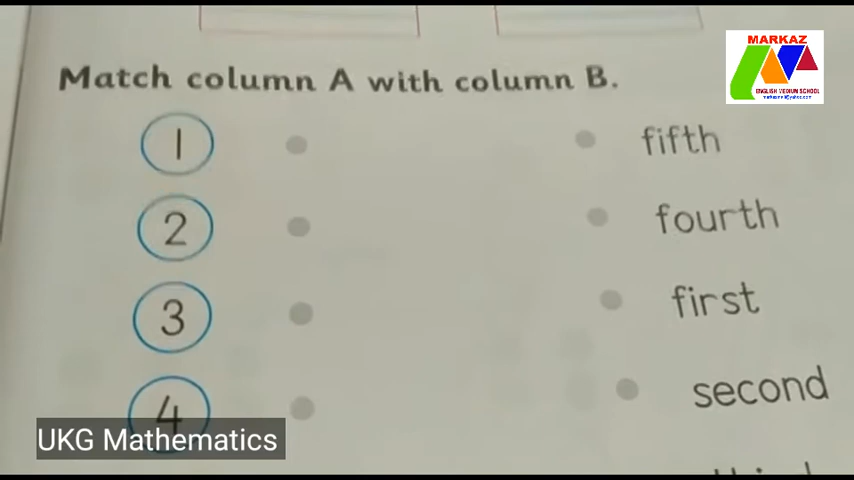 MARKAZ
ENGLISH MEDIUM SCHOOL
Match column A with column B.
1 fifth
2 fourth
3 first
4 second
UKG Mathematics